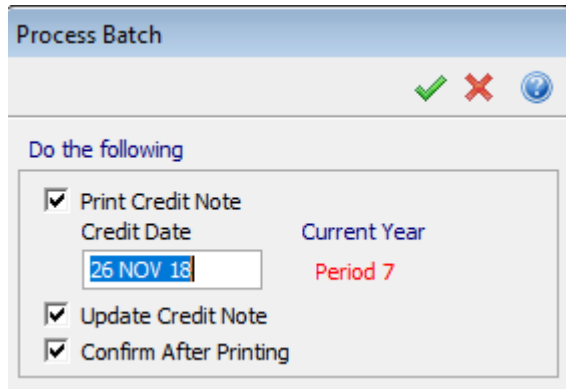 Process Batch
Do the following
Print Credit Note
Credit Date Current Year
26 NOV 18 Period 7
Update Credit Note
Confirm After Printing